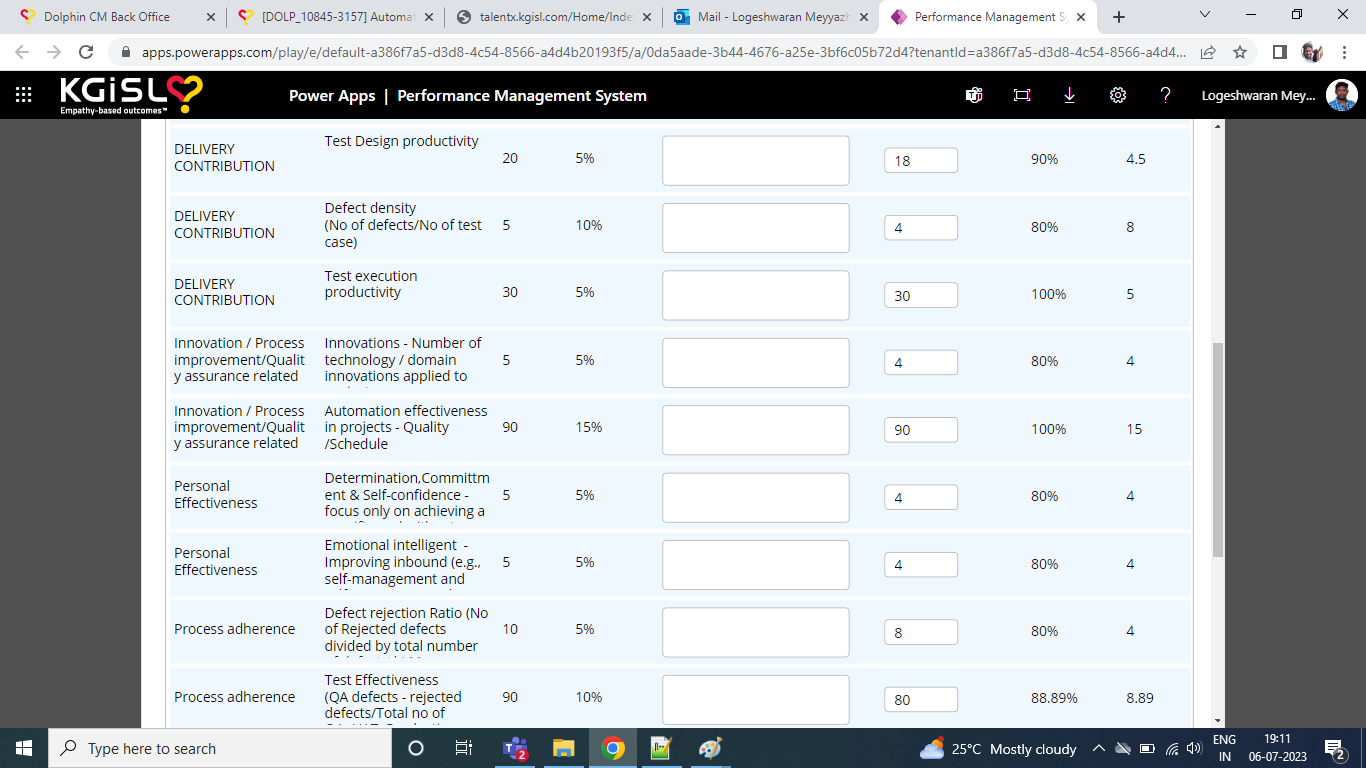 Dolphin CM Back Office
[DOLP_10845-3157] Automat
talentx.kgisl.com/Home/Inde
Mail - Logeshwaran Meyyazh
Performance Management S
apps.powerapps.com/play/e/default-a386f7a5-d3d8-4c54-8566-a4d4b20193f5/a/0da5aade-3b44-4676-a25e-3bf6c05b72d4?tenantId=a386f7a5-d3d8-4c54-8566-a4d4...
KGiSL
Empathy-based outcomes™
Power Apps | Performance Management System
Logeshwaran Mey...
DELIVERY
CONTRIBUTION
Test Design productivity
20
5%
18
90%
4.5
DELIVERY
CONTRIBUTION
Defect density
(No of defects/No of test
case)
5
10%
4
80%
8
DELIVERY
CONTRIBUTION
Test execution
productivity
30
5%
30
100%
5
Innovation / Process
improvement/Qualit
y assurance related
Innovations - Number of
technology / domain
innovations applied to
5
5%
4
80%
4
Innovation / Process
improvement/Qualit
y assurance related
Automation effectiveness
in projects - Quality
/Schedule
90
15%
90
100%
15
Personal
Effectiveness
Determination,Committm
ent & Self-confidence -
focus only on achieving a
5
5%
4
80%
4
Personal
Effectiveness
Emotional intelligent -
Improving inbound (e.g.,
self-management and
5
5%
4
80%
4
Process adherence
Defect rejection Ratio (No
of Rejected defects
divided by total number
10
5%
8
80%
4
Process adherence
Test Effectiveness
(QA defects - rejected
defects/Total no of
90
10%
80
88.89%
8.89
Type here to search
2
25°C Mostly cloudy
ENG
IN
19:11
06-07-2023
2